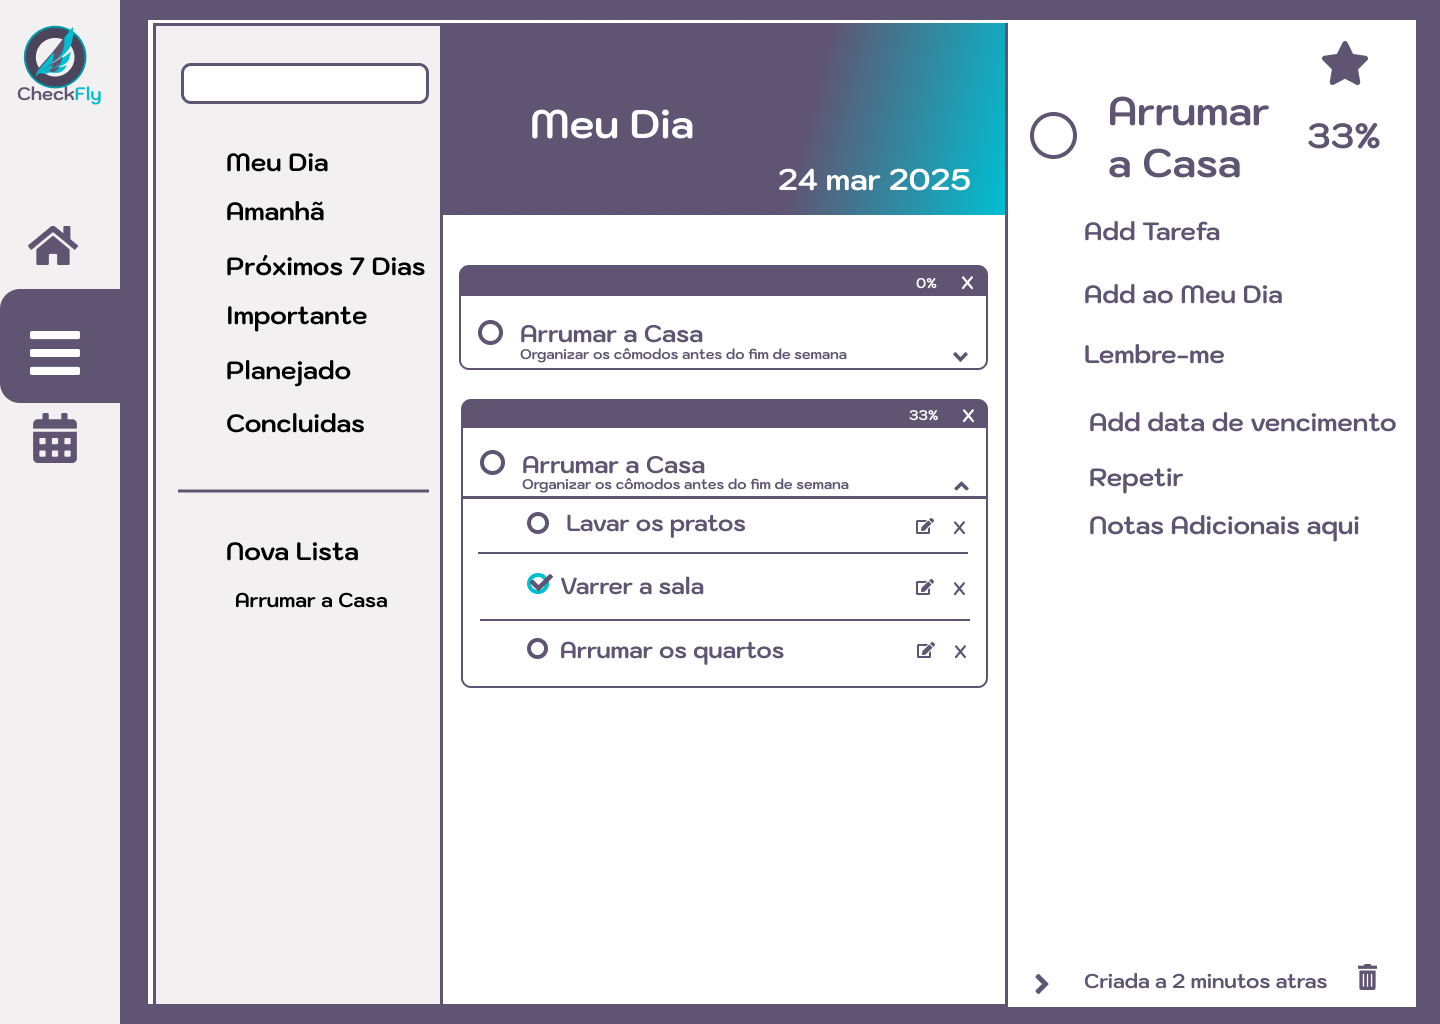 CheckFly
Meu Dia
Amanhã
Próximos 7 Dias
Importante
Planejado
Concluidas
Nova Lista
Arrumar a Casa
Meu Dia
24 mar 2025
0% X
Arrumar a Casa
Organizar os cômodos antes do fim de semana
33% X
Arrumar a Casa
Organizar os cômodos antes do fim de semana
Lavar os pratos X
Varrer a sala X
Arrumar os quartos X
Arrumar
a Casa
33%
Add Tarefa
Add ao Meu Dia
Lembre-me
Add data de vencimento
Repetir
Notas Adicionais aqui
Criada a 2 minutos atras